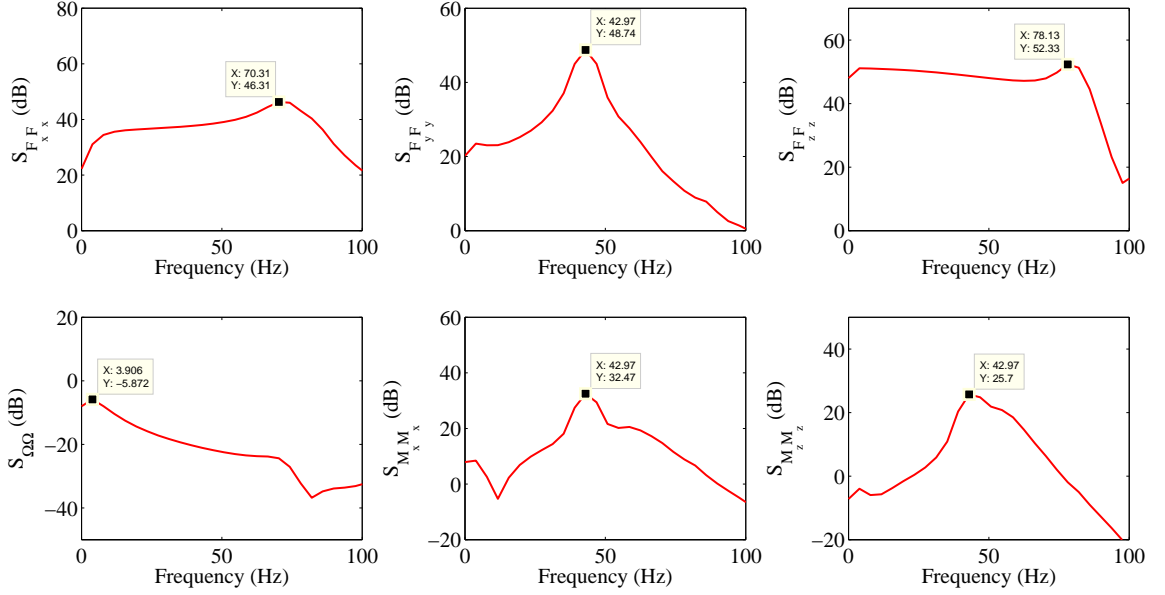 80
60
40
20
0
0
50
100
Frequency (Hz)
S_{F_x F_x} (dB)
X: 70.31
Y: 46.31
60
40
20
0
0
50
100
Frequency (Hz)
S_{F_y F_y} (dB)
X: 42.97
Y: 48.74
60
40
20
0
0
50
100
Frequency (Hz)
S_{F_z F_z} (dB)
X: 78.13
Y: 52.33
20
0
−20
−40
0
50
100
Frequency (Hz)
S_{ΩΩ} (dB)
X: 3.906
Y: −5.872
60
40
20
0
−20
0
50
100
Frequency (Hz)
S_{M_x M_x} (dB)
X: 42.97
Y: 32.47
40
20
0
−20
0
50
100
Frequency (Hz)
S_{M_z M_z} (dB)
X: 42.97
Y: 25.7